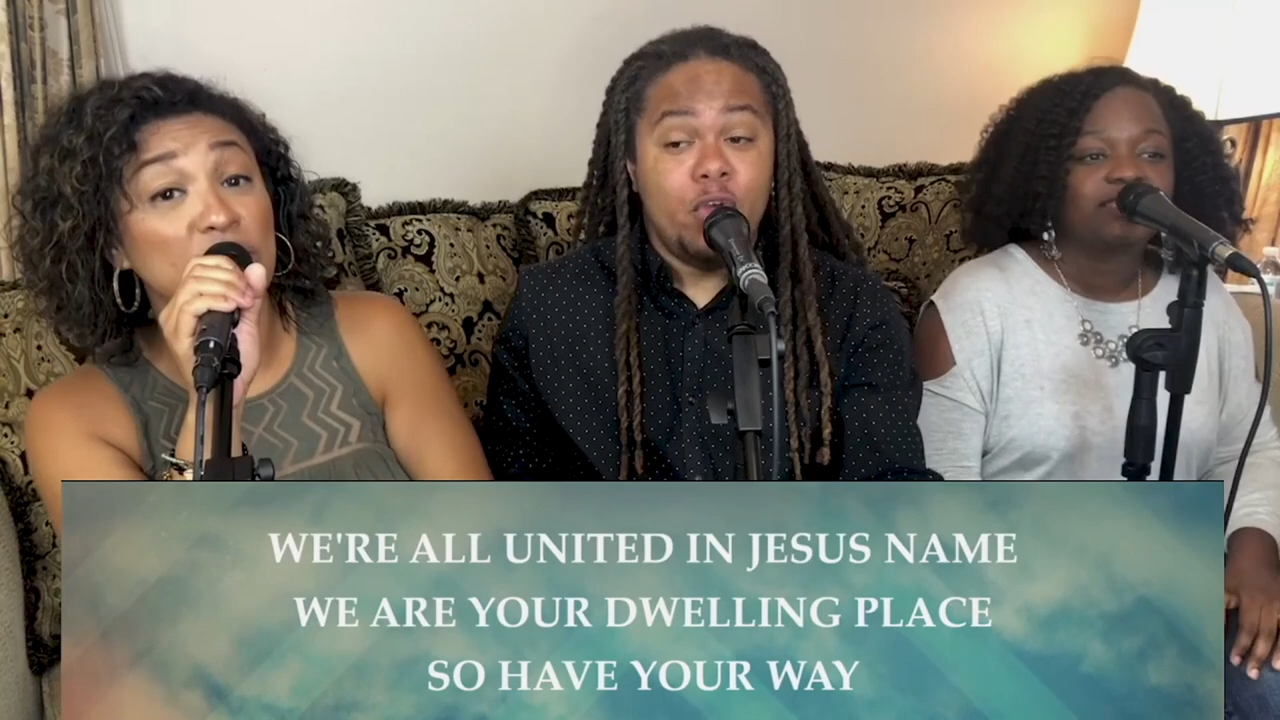 WE'RE ALL UNITED IN JESUS NAME
WE ARE YOUR DWELLING PLACE
SO HAVE YOUR WAY